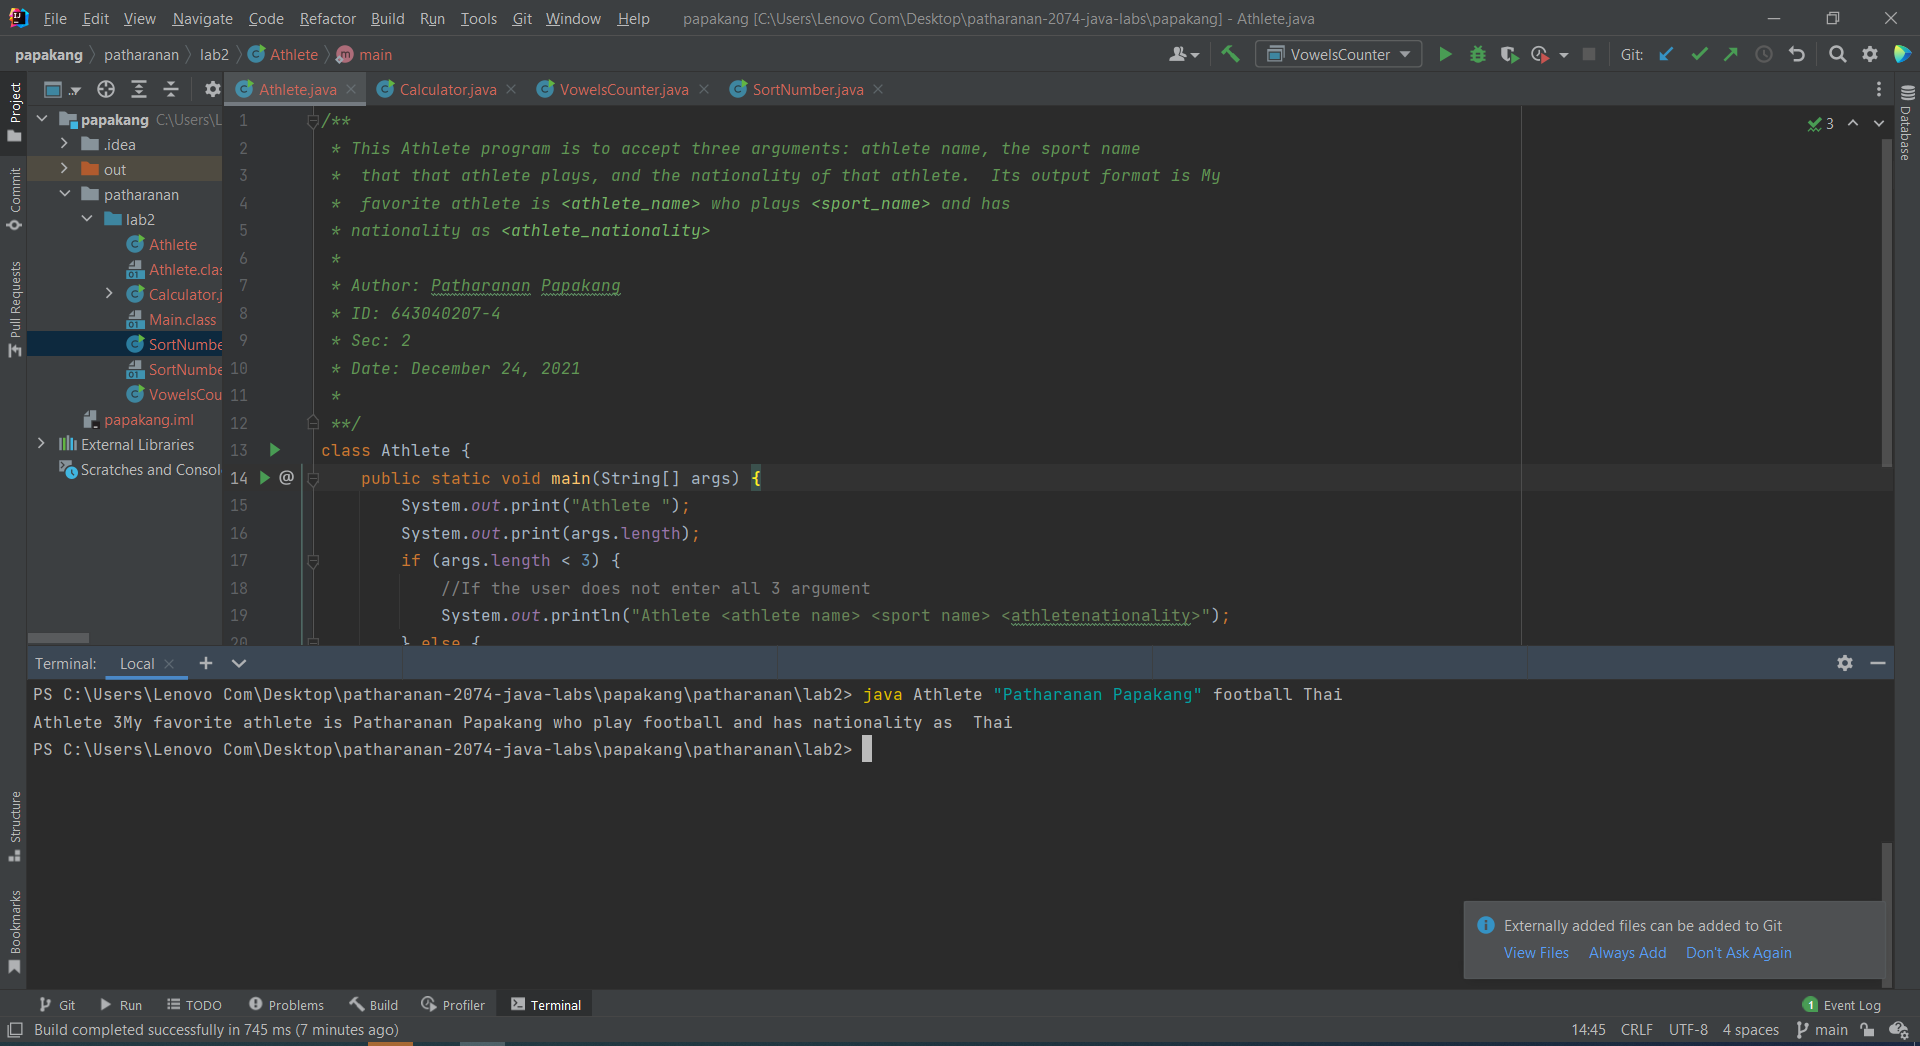 File Edit View Navigate Code Refactor Build Run Tools Git Window Help papakang [C:\Users\Lenovo Com\Desktop\patharanan-2074-java-labs\papakang] - Athlete.java
papakang patharanan lab2 Athlete main VowelsCounter Git:
Project
Commit
Pull Requests
Structure
Bookmarks
Database
papakang C:\Users\L
.idea
out
patharanan
lab2
Athlete
Athlete.clas
Calculator.j
Main.class
SortNumbe
SortNumbe
VowelsCou
papakang.iml
External Libraries
Scratches and Consol
Athlete.java Calculator.java VowelsCounter.java SortNumber.java
3
1 /**
2 * This Athlete program is to accept three arguments: athlete name, the sport name
3 *  that that athlete plays, and the nationality of that athlete.  Its output format is My
4 *  favorite athlete is <athlete_name> who plays <sport_name> and has
5 * nationality as <athlete_nationality>
6 *
7 * Author: Patharanan Papakang
8 * ID: 643040207-4
9 * Sec: 2
10 * Date: December 24, 2021
11 *
12 **/
13 class Athlete {
14 @ public static void main(String[] args) {
15 System.out.print("Athlete ");
16 System.out.print(args.length);
17 if (args.length < 3) {
18 //If the user does not enter all 3 argument
19 System.out.println("Athlete <athlete name> <sport name> <athletenationality>");
20 } else {
Terminal: Local
PS C:\Users\Lenovo Com\Desktop\patharanan-2074-java-labs\papakang\patharanan\lab2> java Athlete "Patharanan Papakang" football Thai
Athlete 3My favorite athlete is Patharanan Papakang who play football and has nationality as  Thai
PS C:\Users\Lenovo Com\Desktop\patharanan-2074-java-labs\papakang\patharanan\lab2>
Externally added files can be added to Git
View Files Always Add Don't Ask Again
Git Run TODO Problems Build Profiler Terminal 1 Event Log
Build completed successfully in 745 ms (7 minutes ago) 14:45 CRLF UTF-8 4 spaces main